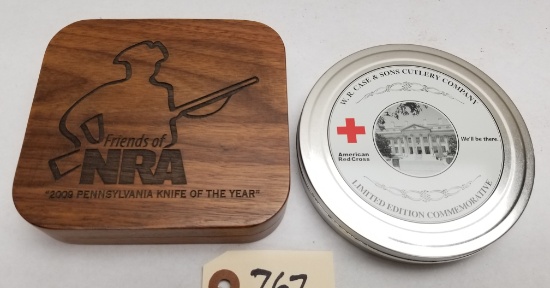 Friends of
NRA
"2009 PENNSYLVANIA KNIFE OF THE YEAR"
W. R. CASE & SONS CUTLERY COMPANY
American
Red Cross
We'll be there.
LIMITED EDITION COMMEMORATIVE
767